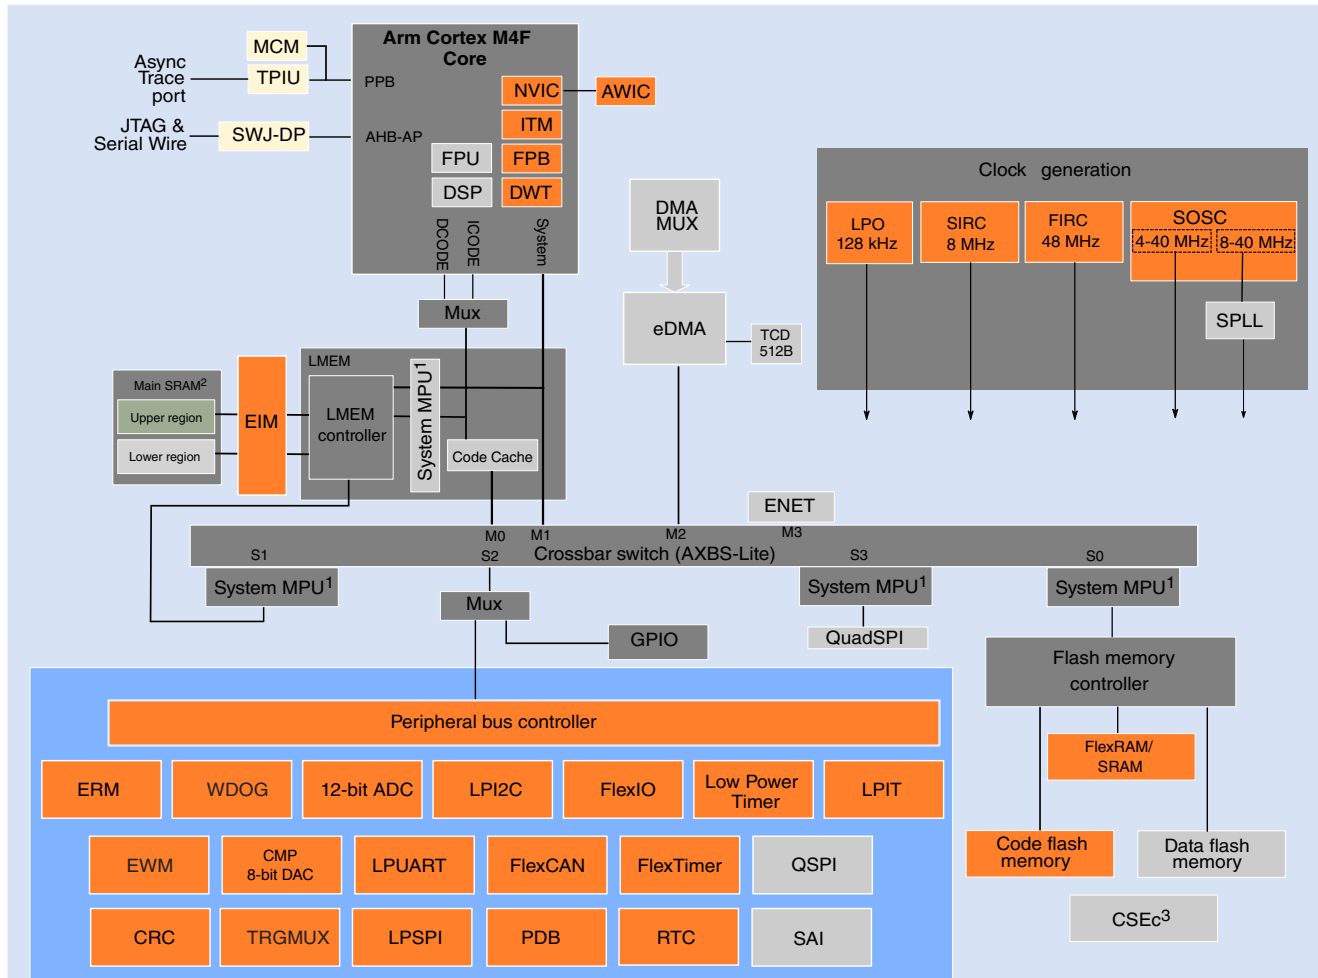 Arm Cortex M4F
Core
MCM
Async
Trace
port
TPIU
PPB
NVIC
AWIC
ITM
JTAG &
Serial Wire
SWJ-DP
AHB-AP
FPU
FPB
DSP
DWT
DCODE
ICODE
System
Mux
DMA
MUX
eDMA
TCD
512B
Clock generation
LPO
128 kHz
SIRC
8 MHz
FIRC
48 MHz
SOSC
4-40 MHz
8-40 MHz
SPLL
LMEM
Main SRAM2
Upper region
Lower region
EIM
LMEM
controller
System MPU1
Code Cache
ENET
M0
M1
M2
M3
Crossbar switch (AXBS-Lite)
S1
S2
S3
S0
System MPU1
Mux
System MPU1
System MPU1
GPIO
QuadSPI
Flash memory
controller
FlexRAM/
SRAM
Code flash
memory
Data flash
memory
CSEc3
Peripheral bus controller
ERM
WDOG
12-bit ADC
LPI2C
FlexIO
Low Power
Timer
LPIT
EWM
CMP
8-bit DAC
LPUART
FlexCAN
FlexTimer
QSPI
CRC
TRGMUX
LPSPI
PDB
RTC
SAI